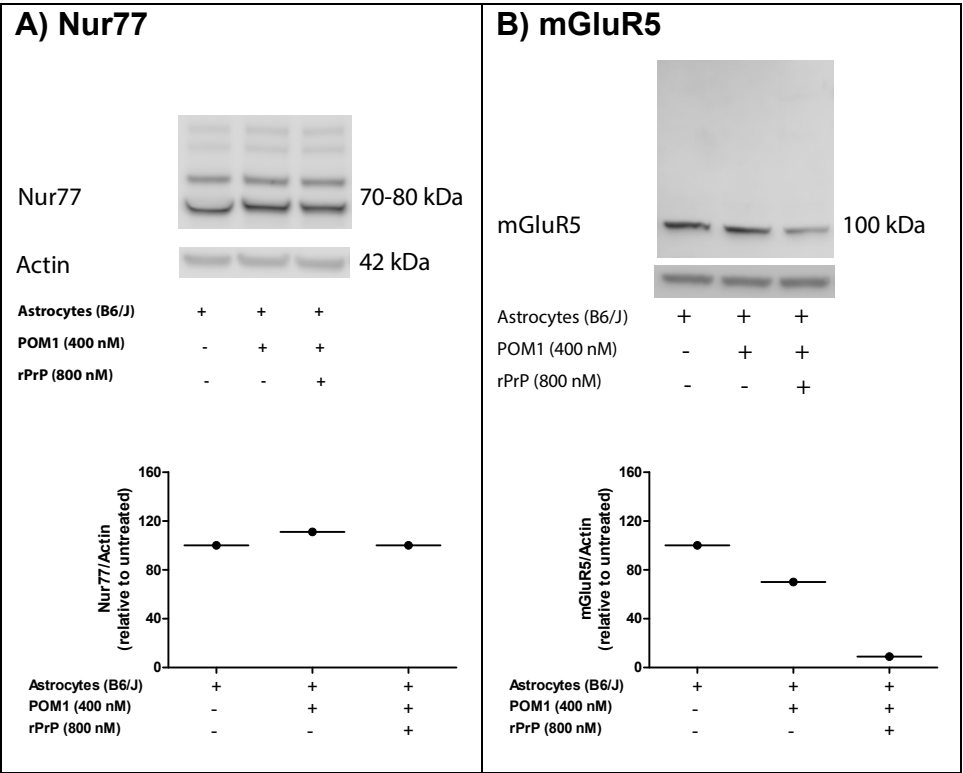 A) Nur77
Nur77 70-80 kDa
Actin 42 kDa
Astrocytes (B6/J) + + +
POM1 (400 nM) - + +
rPrP (800 nM) - - +
160
120
80
40
0
Nur77/Actin
(relative to untreated)
Astrocytes (B6/J) + + +
POM1 (400 nM) - + +
rPrP (800 nM) - - +
B) mGluR5
mGluR5 100 kDa
Astrocytes (B6/J) + + +
POM1 (400 nM) - + +
rPrP (800 nM) - - +
160
120
80
40
0
mGluR5/Actin
(relative to untreated)
Astrocytes (B6/J) + + +
POM1 (400 nM) - + +
rPrP (800 nM) - - +